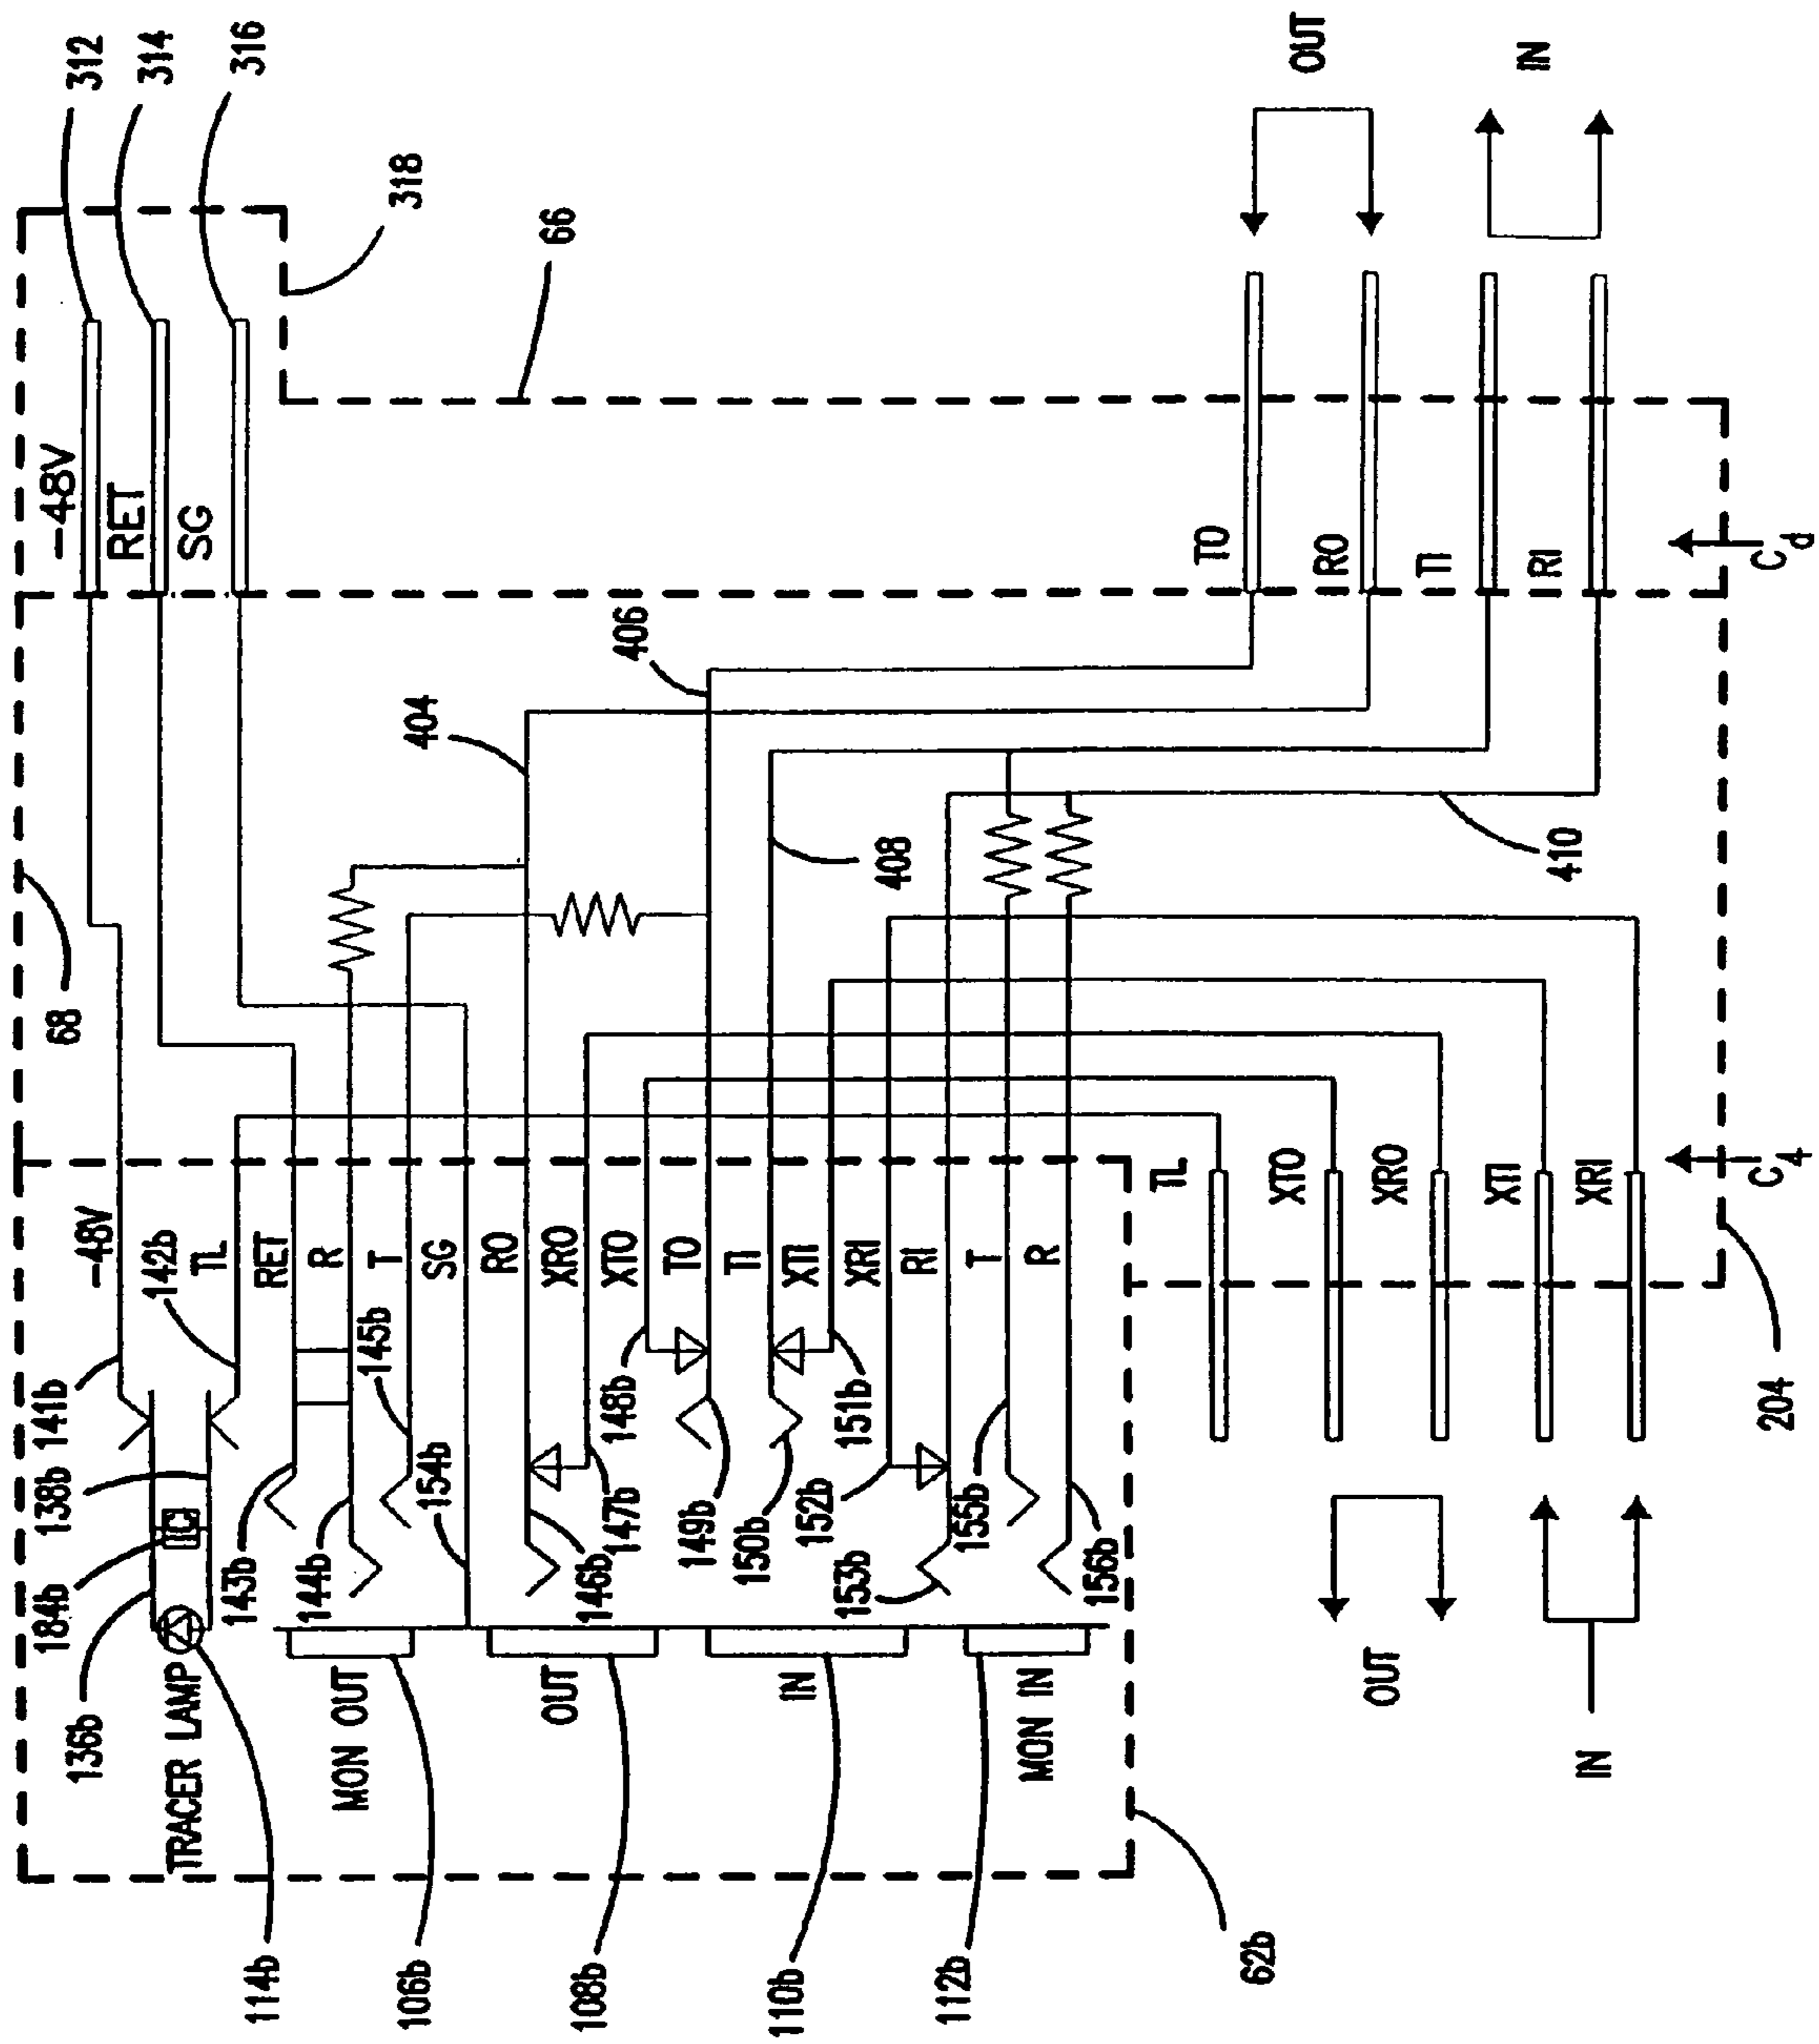 312
314
316
318
66
-48V
RET
SG
TO
RO
TI
RI
OUT
IN
Cd
68
404
406
408
410
-48V
TL
RET
R
T
SG
RO
XRO
XTO
TO
TI
XTI
XRI
RI
T
R
TL
XTO
XRO
XTI
XRI
C4
204
141b
142b
138b
184b
136b
143b
144b
145b
154b
146b
147b
148b
149b
150b
151b
152b
153b
155b
156b
TRACER LAMP
MON OUT
OUT
IN
MON IN
OUT
IN
114b
106b
108b
110b
112b
62b